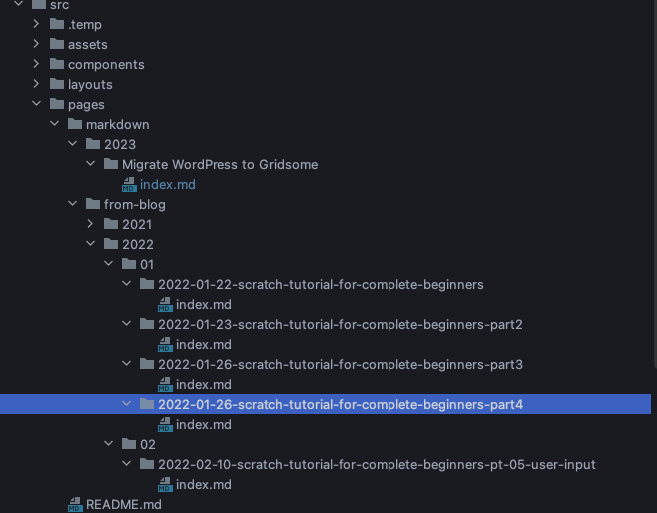 src
.temp
assets
components
layouts
pages
markdown
2023
Migrate WordPress to Gridsome
index.md
from-blog
2021
2022
01
2022-01-22-scratch-tutorial-for-complete-beginners
index.md
2022-01-23-scratch-tutorial-for-complete-beginners-part2
index.md
2022-01-26-scratch-tutorial-for-complete-beginners-part3
index.md
2022-01-26-scratch-tutorial-for-complete-beginners-part4
index.md
02
2022-02-10-scratch-tutorial-for-complete-beginners-pt-05-user-input
index.md
README.md